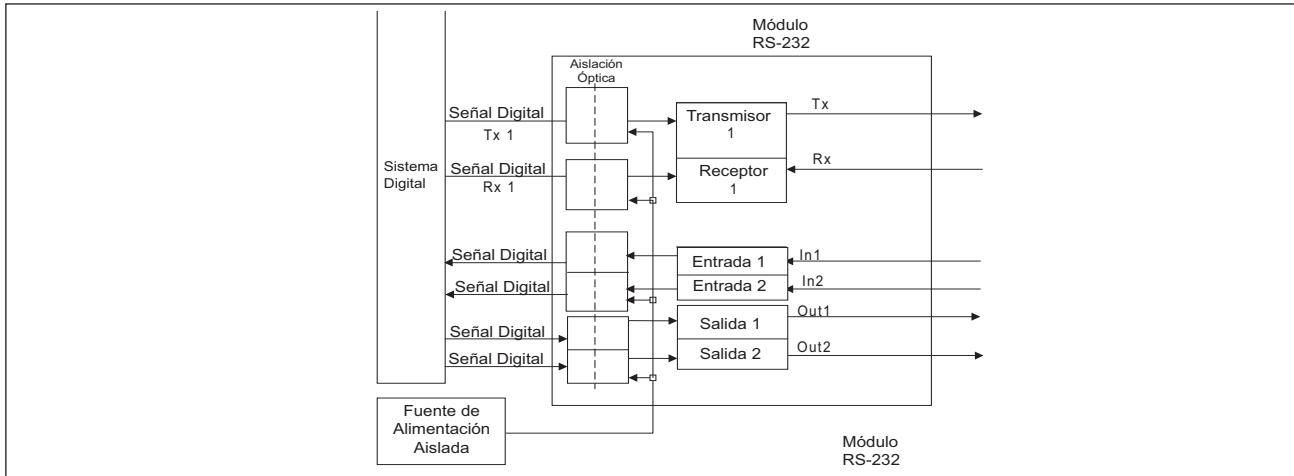 Módulo
RS-232
Aislación
Óptica
Señal Digital
Tx 1
Transmisor
1
Tx
Sistema
Digital
Señal Digital
Rx 1
Receptor
1
Rx
Señal Digital
Entrada 1
In1
Señal Digital
Entrada 2
In2
Señal Digital
Salida 1
Out1
Señal Digital
Salida 2
Out2
Fuente de
Alimentación
Aislada
Módulo
RS-232